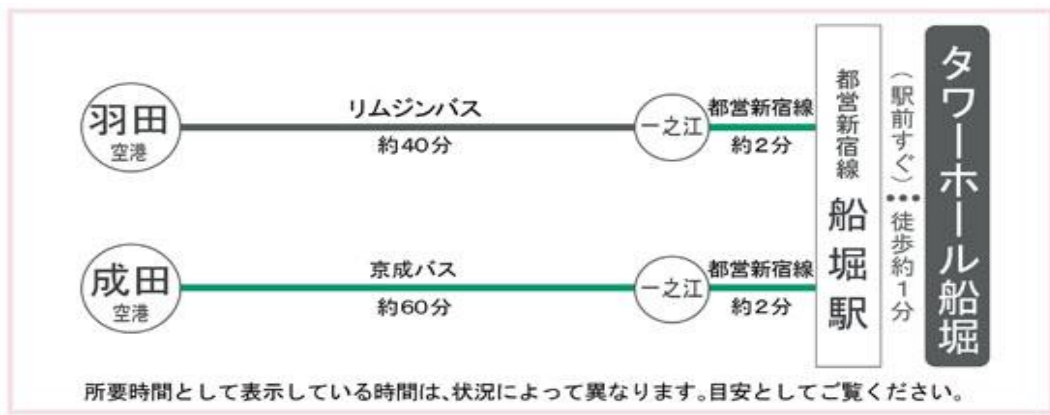 羽田
空港
リムジンバス
約40分
一之江
都営新宿線
約2分
成田
空港
京成バス
約60分
一之江
都営新宿線
約2分
都営新宿線 船堀駅
(駅前すぐ)•••徒歩約1分
タワーホール船堀
所要時間として表示している時間は、状況によって異なります。目安としてご覧ください。